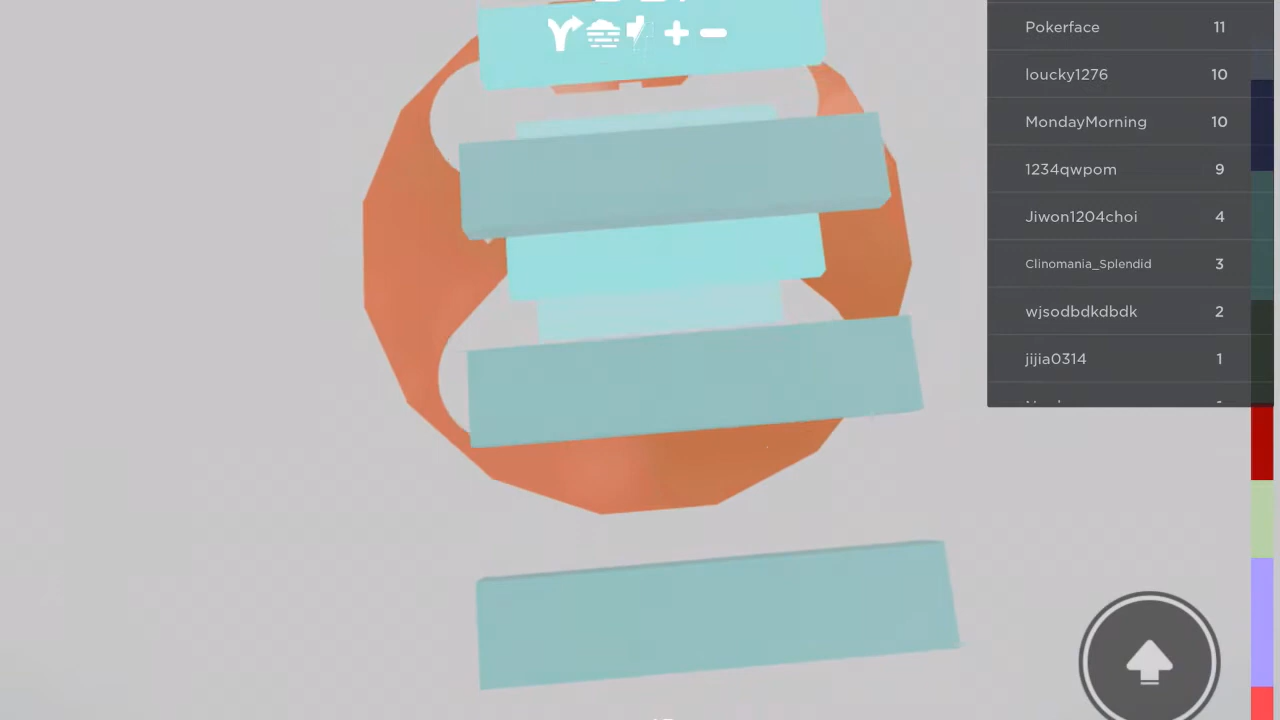 Pokerface 11
loucky1276 10
MondayMorning 10
1234qwpom 9
Jiwon1204choi 4
Clinomania_Splendid 3
wjsodbdkdbdk 2
jijia0314 1